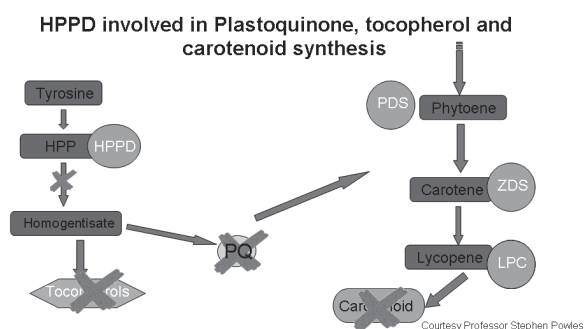 HPPD involved in Plastoquinone, tocopherol and
carotenoid synthesis
Tyrosine
HPP
HPPD
Homogentisate
PQ
PDS
Phytoene
Carotene
ZDS
Lycopene
LPC
Courtesy Professor Stephen Powles